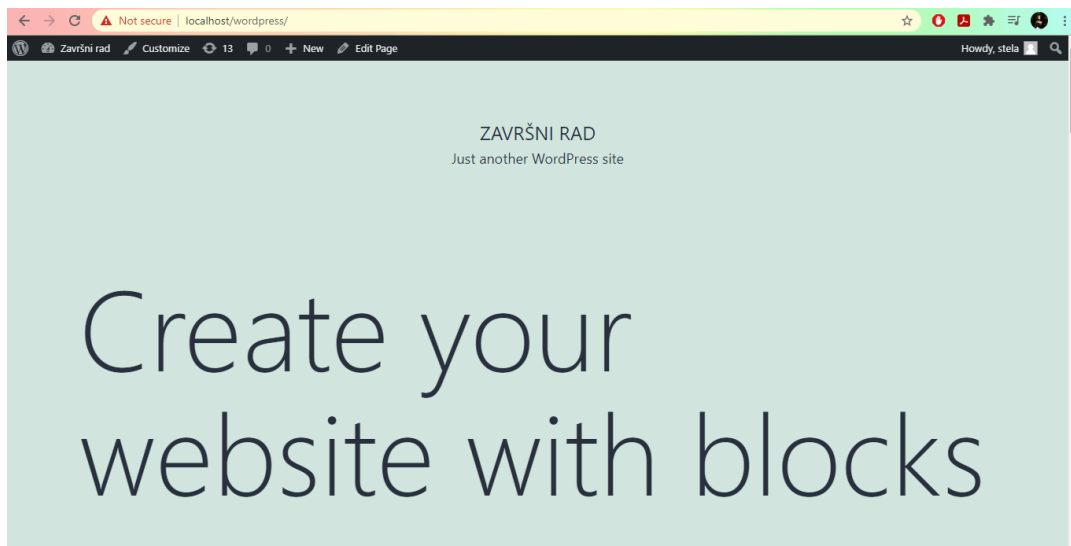 Not secure | localhost/wordpress/
Završni rad Customize 13 0 New Edit Page Howdy, stela
ZAVRŠNI RAD
Just another WordPress site
Create your
website with blocks